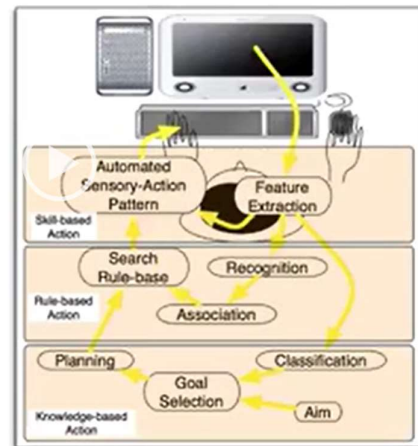 Automated
Sensory-Action
Pattern
Feature
Extraction
Skill-based
Action
Search
Rule-base
Recognition
Rule-based
Action
Association
Planning
Classification
Goal
Selection
Aim
Knowledge-based
Action